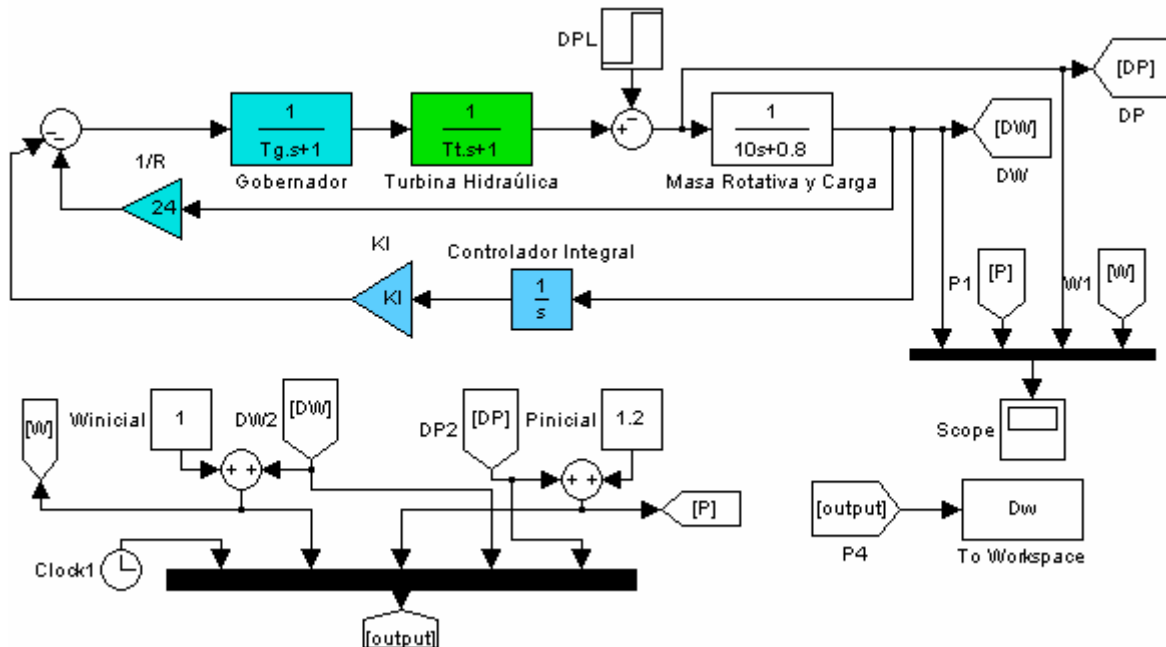 DPL
[DP]
DP
1
Tg.s+1
Gobernador
1
Tt.s+1
Turbina Hidraúlica
+
−
1
10s+0.8
Masa Rotativa y Carga
[DW]
DW
−
−
1/R
24
KI
KI
Controlador Integral
1
s
P1
[P]
W1
[W]
Scope
[W]
Winicial
1
DW2
[DW]
DP2
[DP]
Pinicial
1.2
+ +
+ +
[P]
[output]
P4
Dw
To Workspace
Clock1
[output]